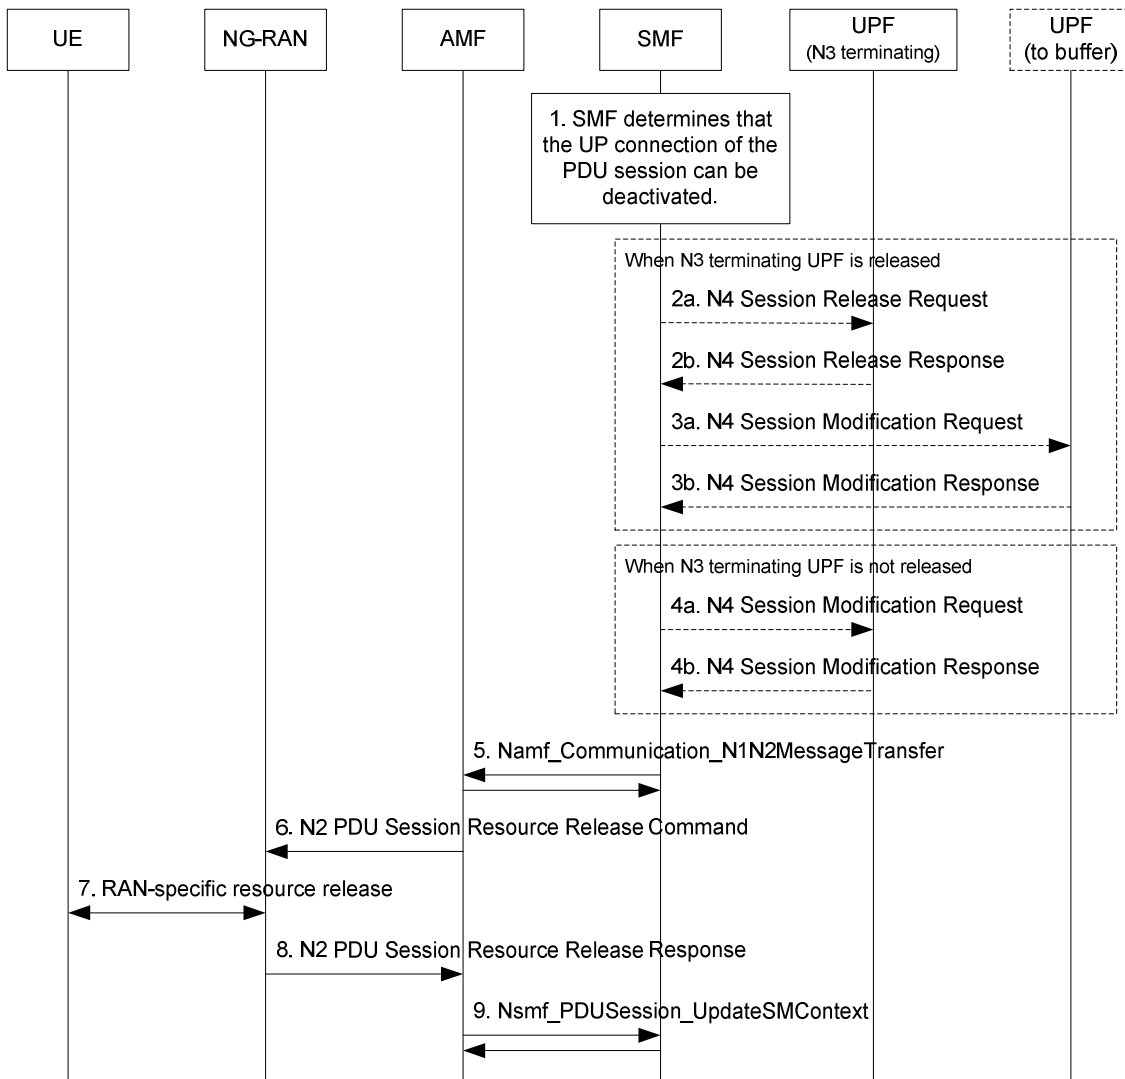 UE
NG-RAN
AMF
SMF
UPF
(N3 terminating)
UPF
(to buffer)
1. SMF determines that
the UP connection of the
PDU session can be
deactivated.
When N3 terminating UPF is released
2a. N4 Session Release Request
2b. N4 Session Release Response
3a. N4 Session Modification Request
3b. N4 Session Modification Response
When N3 terminating UPF is not released
4a. N4 Session Modification Request
4b. N4 Session Modification Response
5. Namf_Communication_N1N2MessageTransfer
6. N2 PDU Session Resource Release Command
7. RAN-specific resource release
8. N2 PDU Session Resource Release Response
9. Nsmf_PDUSession_UpdateSMContext